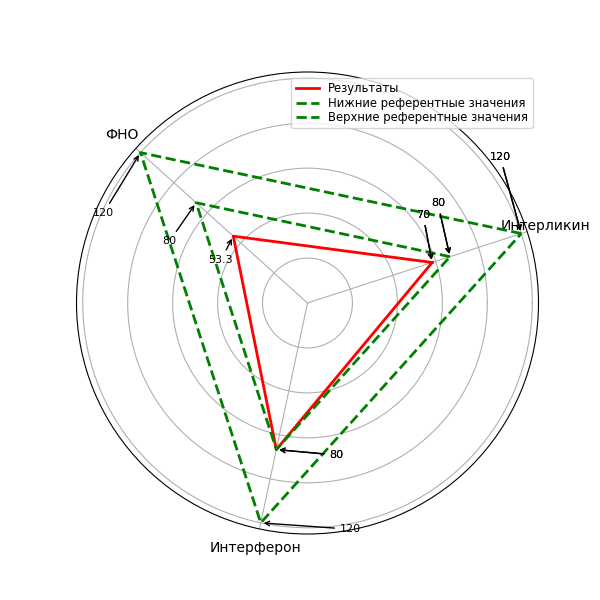 Результаты
Нижние референтные значения
Верхние референтные значения
ФНО
120
80
70
Интерликин
120
80
53.3
80
120
Интерферон